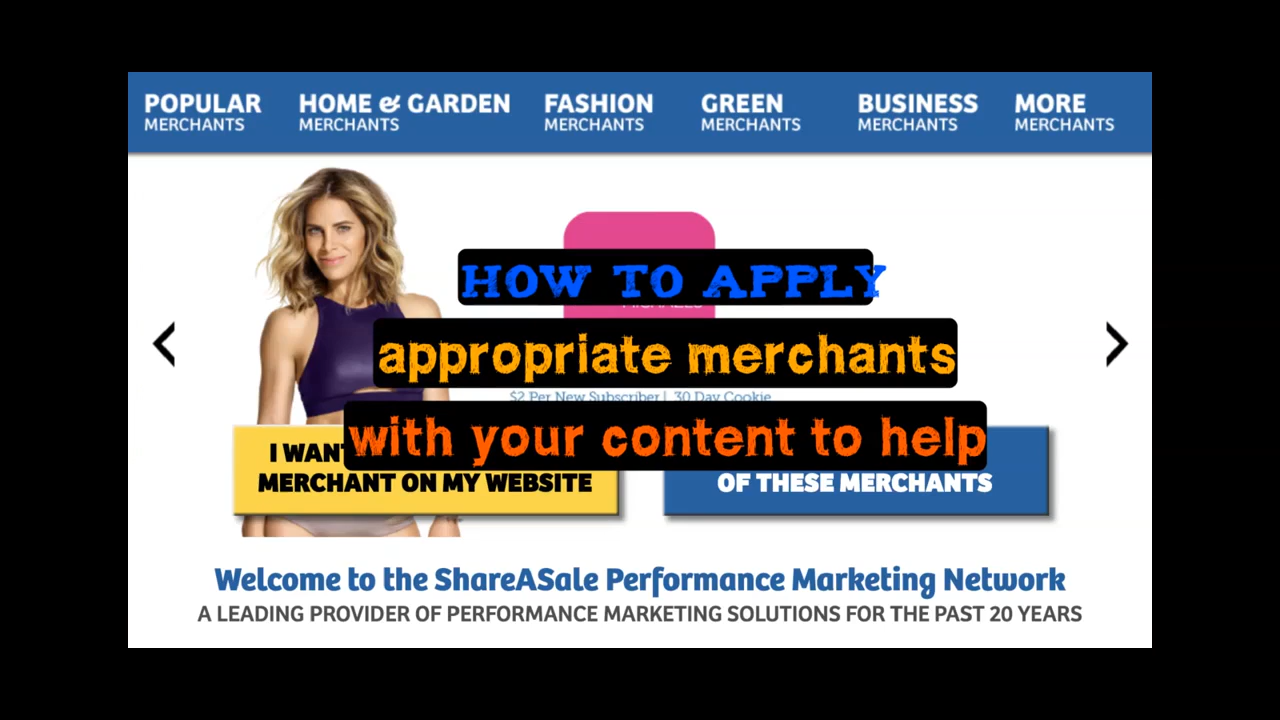 POPULAR
MERCHANTS
HOME & GARDEN
MERCHANTS
FASHION
MERCHANTS
GREEN
MERCHANTS
BUSINESS
MERCHANTS
MORE
MERCHANTS
HOW TO APPLY
appropriate merchants
$2 Per New Subscriber | 30 Day Cookie
with your content to help
I WANT
MERCHANT ON MY WEBSITE
OF THESE MERCHANTS
Welcome to the ShareASale Performance Marketing Network
A LEADING PROVIDER OF PERFORMANCE MARKETING SOLUTIONS FOR THE PAST 20 YEARS